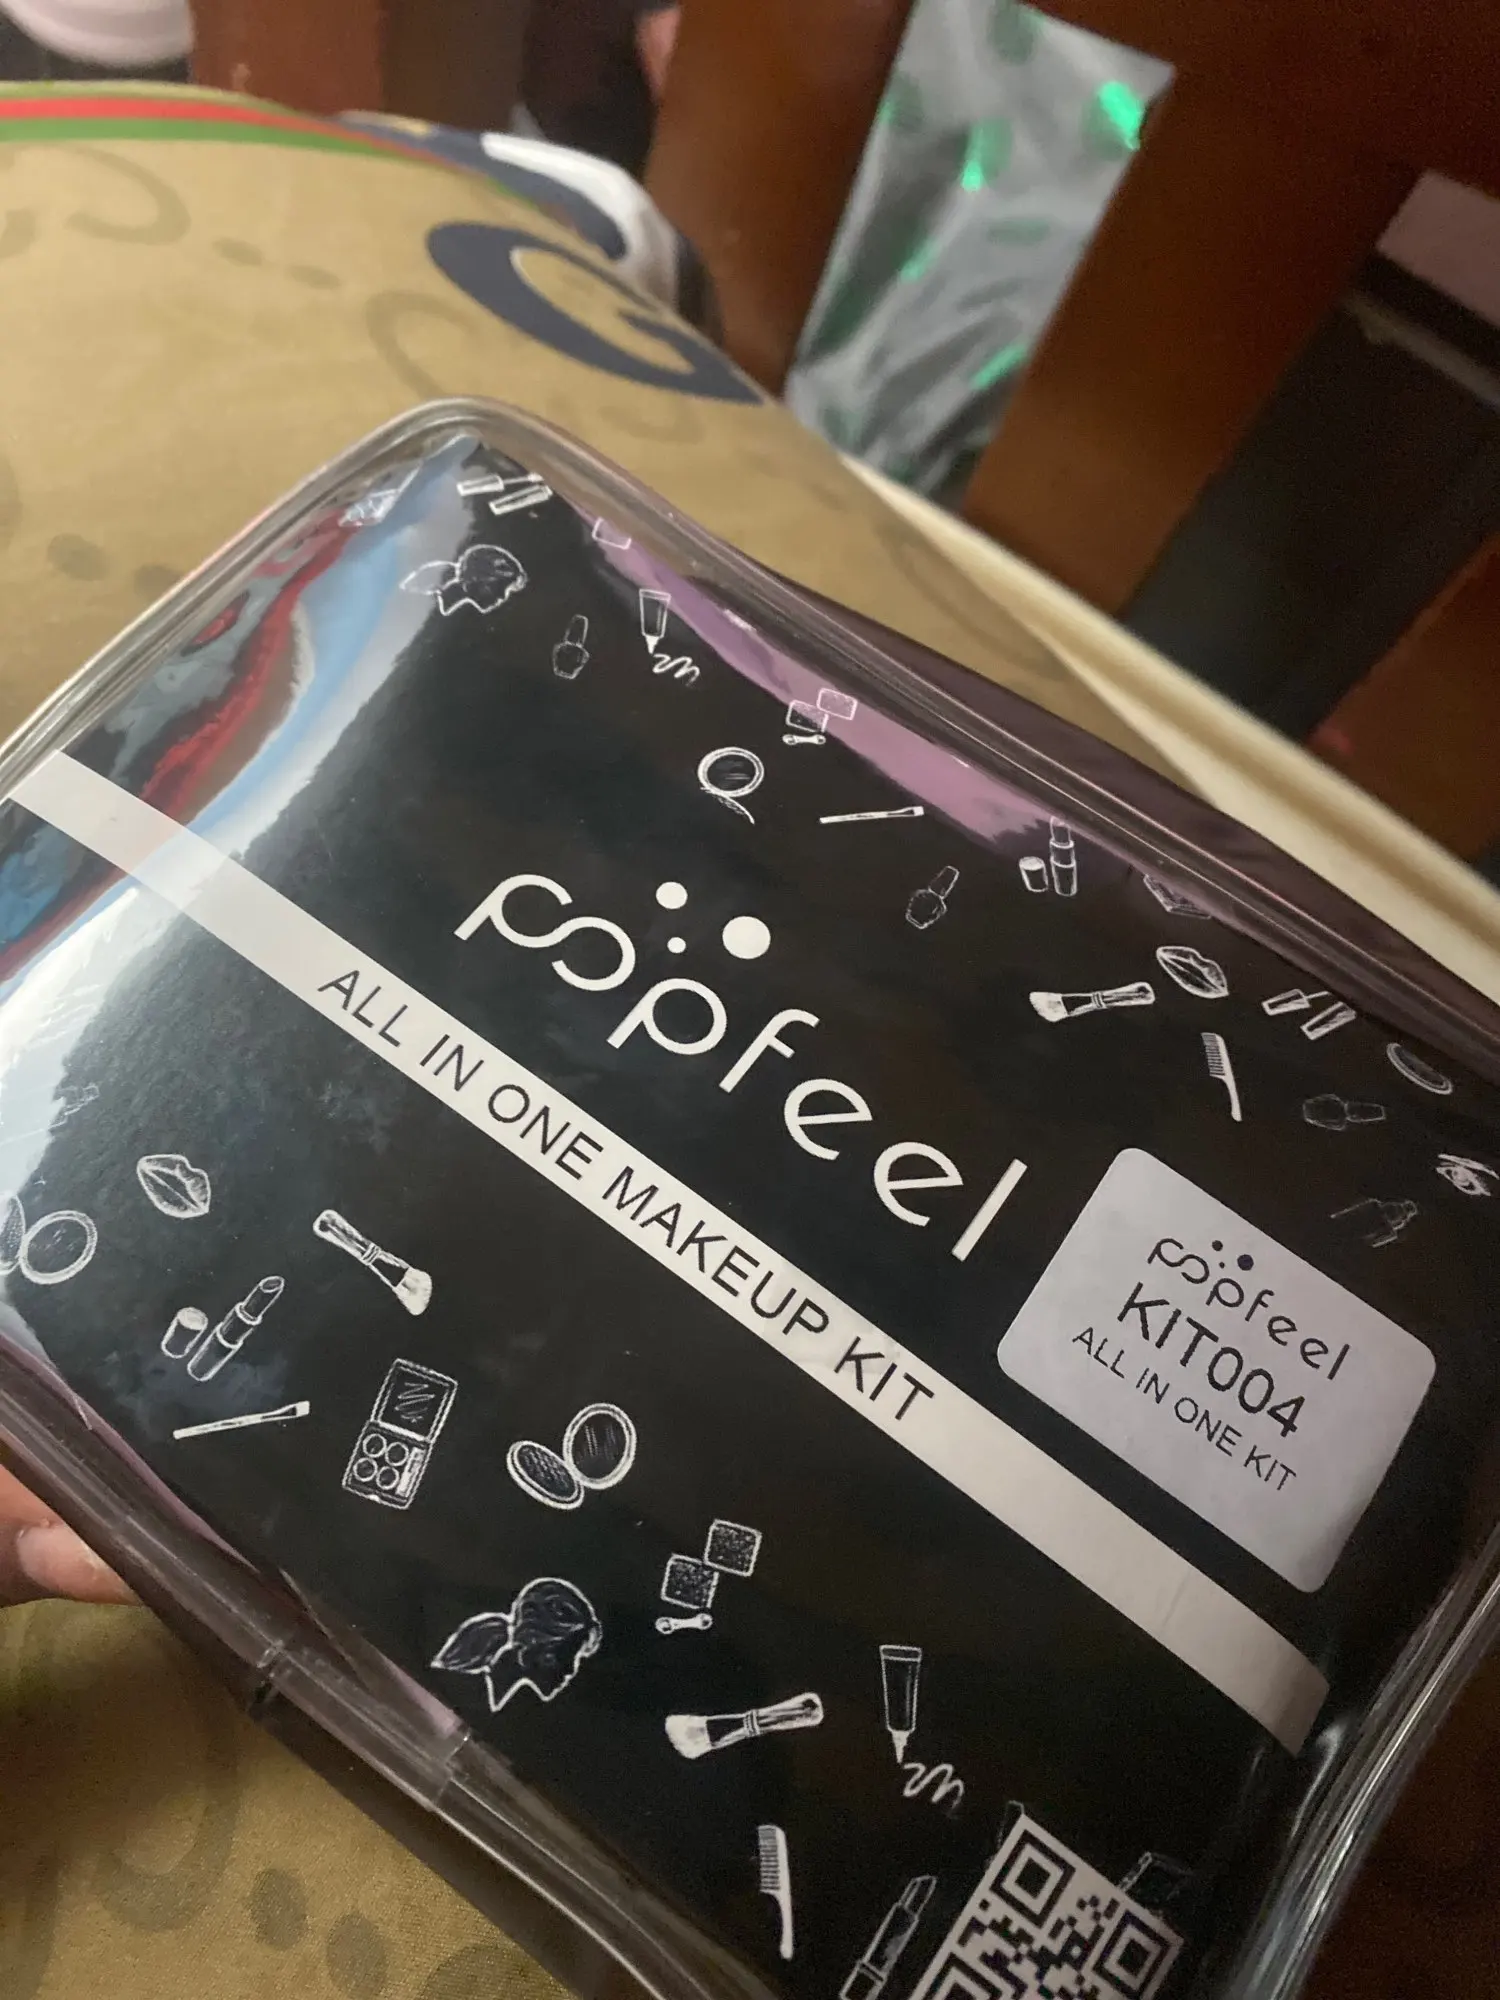 popfeel
ALL IN ONE MAKEUP KIT
popfeel
KIT004
ALL IN ONE KIT